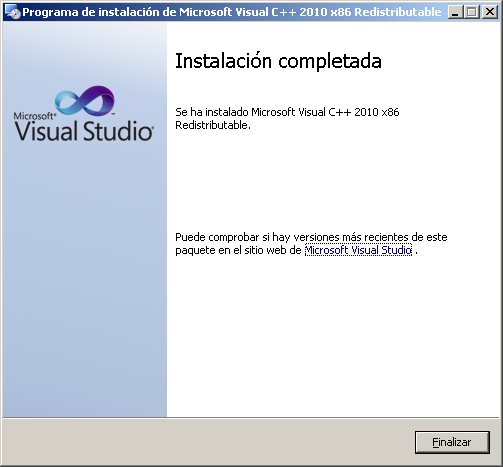 Programa de instalación de Microsoft Visual C++ 2010 x86 Redistributable
Instalación completada
Microsoft®
Visual Studio®
Se ha instalado Microsoft Visual C++ 2010 x86
Redistributable.
Puede comprobar si hay versiones más recientes de este
paquete en el sitio web de Microsoft Visual Studio .
Finalizar